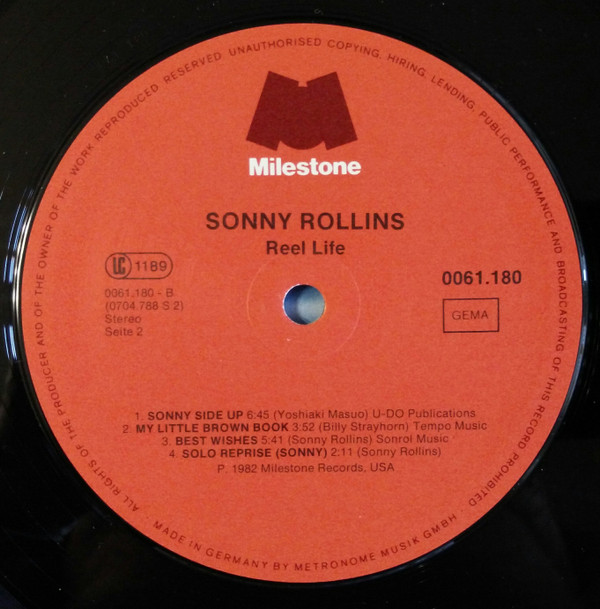 ALL RIGHTS OF THE PRODUCER AND OF THE OWNER OF THE WORK REPRODUCED RESERVED. UNAUTHORISED COPYING, HIRING, LENDING, PUBLIC PERFORMANCE AND BROADCASTING OF THIS RECORD PROHIBITED.
Milestone
SONNY ROLLINS
Reel Life
LC 1189
0061.180
0061.180 - B
(0704.788 S 2)
Stereo
Seite 2
GEMA
1. SONNY SIDE UP 6:45 (Yoshiaki Masuo) U-DO Publications
2. MY LITTLE BROWN BOOK 3.52 (Billy Strayhorn) Tempo Music
3. BEST WISHES 5:41 (Sonny Rollins) Sonrol Music
4. SOLO REPRISE (SONNY) 2:11 (Sonny Rollins)
P. 1982 Milestone Records, USA
MADE IN GERMANY BY METRONOME MUSIK GMBH